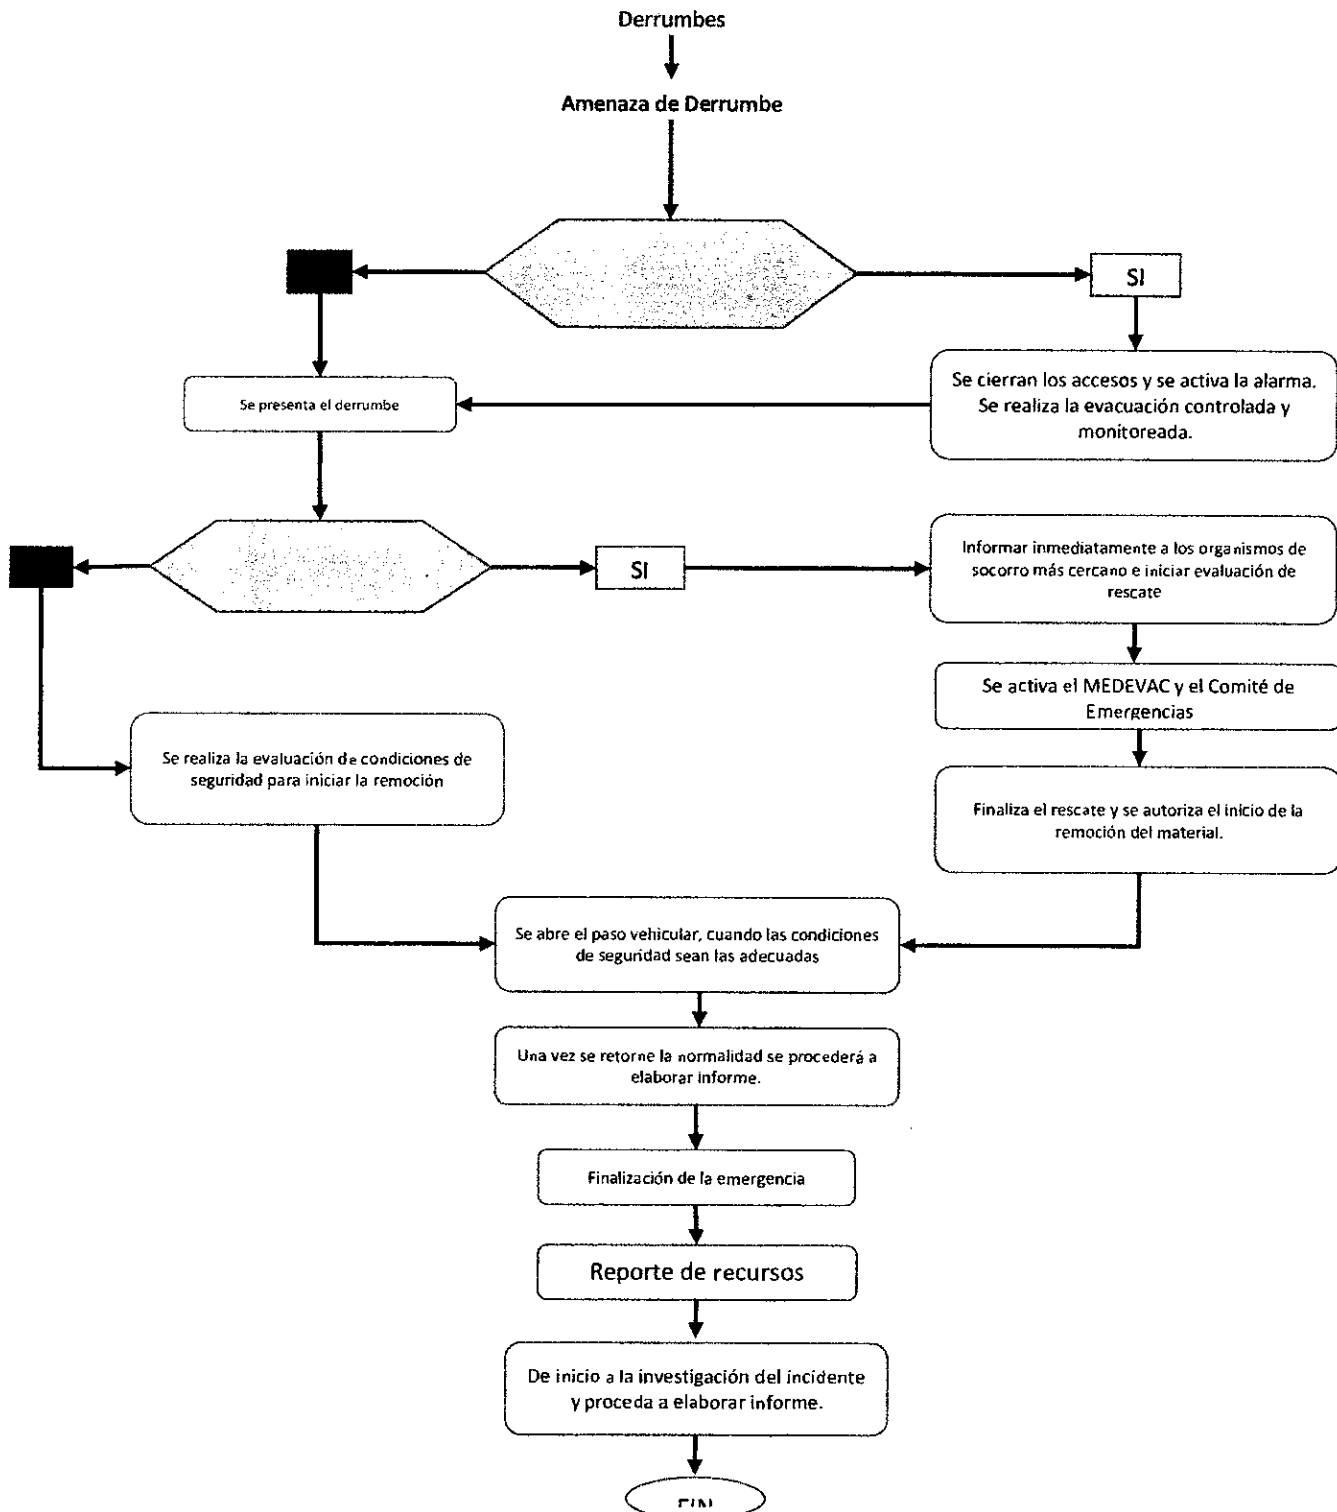 Derrumbes
Amenaza de Derrumbe
SI
Se cierran los accesos y se activa la alarma.
Se realiza la evacuación controlada y
monitoreada.
Se presenta el derrumbe
SI
Informar inmediatamente a los organismos de
socorro más cercano e iniciar evaluación de
rescate
Se activa el MEDEVAC y el Comité de
Emergencias
Se realiza la evaluación de condiciones de
seguridad para iniciar la remoción
Finaliza el rescate y se autoriza el inicio de la
remoción del material.
Se abre el paso vehicular, cuando las condiciones
de seguridad sean las adecuadas
Una vez se retorne la normalidad se procederá a
elaborar informe.
Finalización de la emergencia
Reporte de recursos
De inicio a la investigación del incidente
y proceda a elaborar informe.
FIN